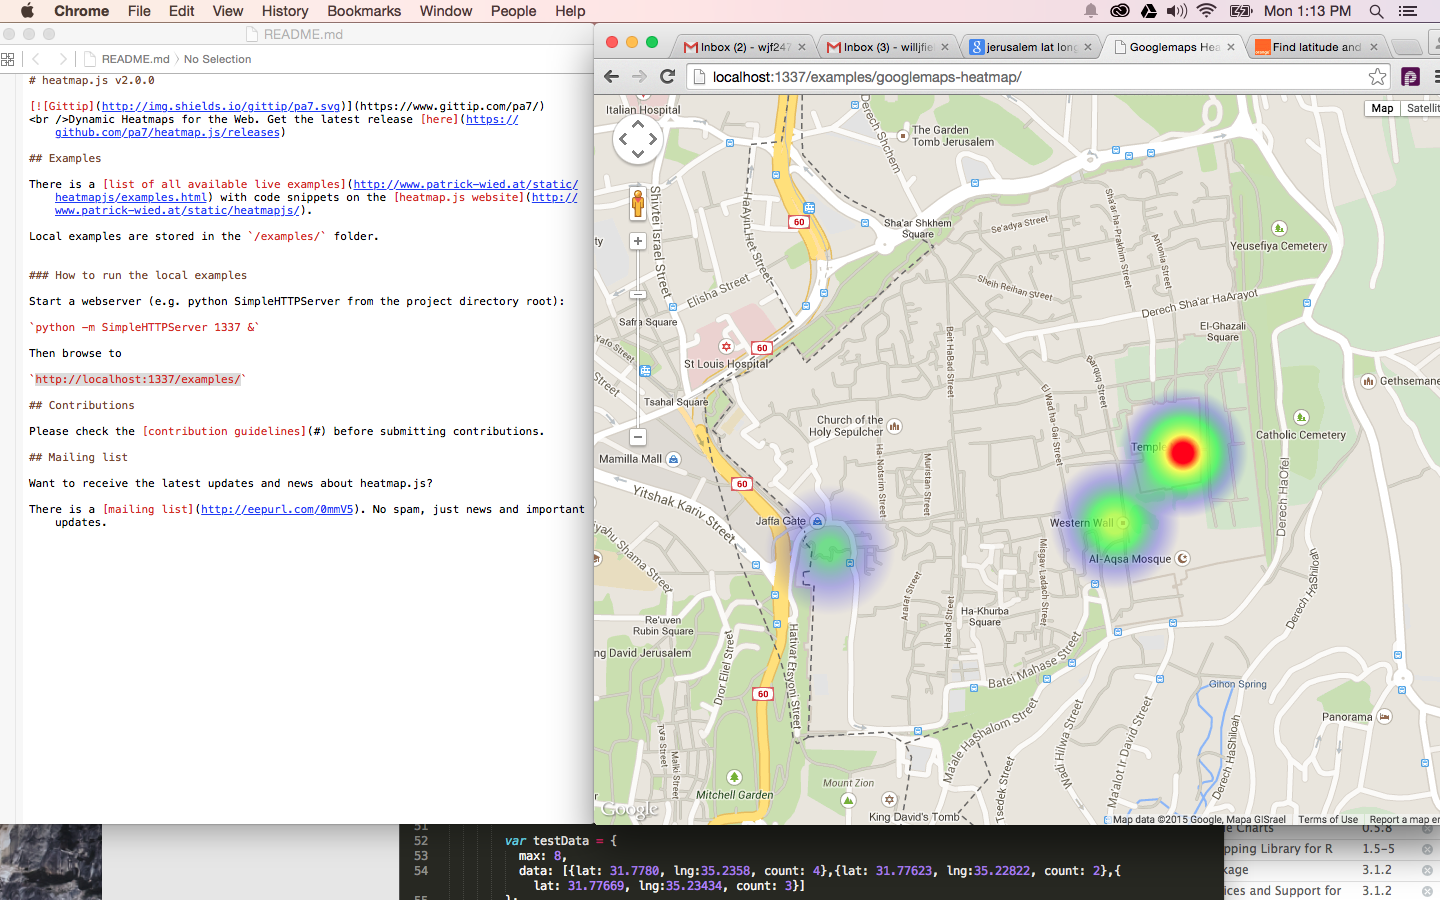 Chrome File Edit View History Bookmarks Window People Help Mon 1:13 PM
README.md
README.md No Selection
# heatmap.js v2.0.0
[![Gittip](http://img.shields.io/gittip/pa7.svg)](https://www.gittip.com/pa7/)
<br />Dynamic Heatmaps for the Web. Get the latest release [here](https://
github.com/pa7/heatmap.js/releases)
## Examples
There is a [list of all available live examples](http://www.patrick-wied.at/static/
heatmapjs/examples.html) with code snippets on the [heatmap.js website](http://
www.patrick-wied.at/static/heatmapjs/).
Local examples are stored in the `/examples/` folder.
### How to run the local examples
Start a webserver (e.g. python SimpleHTTPServer from the project directory root):
`python -m SimpleHTTPServer 1337 &`
Then browse to
`http://localhost:1337/examples/`
## Contributions
Please check the [contribution guidelines](#) before submitting contributions.
## Mailing list
Want to receive the latest updates and news about heatmap.js?
There is a [mailing list](http://eepurl.com/0mmV5). No spam, just news and important
updates.
Inbox (2) - wjf247
Inbox (3) - willjfie
jerusalem lat long
Googlemaps Hea
Find latitude and
localhost:1337/examples/googlemaps-heatmap/
Map Satellit
Italian Hospital
Derech Shchem
The Garden
Tomb Jerusalem
Shivtei Israel Street
HaAyin Het Street
60
Sha'ar Shkhem
Square
Se'adya Street
Sha'ar ha-Prakhim Street
Antonia Street
Yeusefiya Cemetery
ty
Elisha Street
Sheih Reihan Street
Derech Sha'ar HaArayot
Safra Square
El-Ghazali
Square
Yafo Street
60
St Louis Hospital
Beit HaBad Street
Barquq Street
Gethsemane
Tsahal Square
El Wad ha-Gai Street
Church of the
Holy Sepulcher
Catholic Cemetery
Temple
Mamilla Mall
Ha-Notsrim Street
Muristan Street
Derech HaOfel
60
Yitshak Kariv Street
Jaffa Gate
Western Wall
Al-Aqsa Mosque
yahu Shama Street
Misgav Ladach Street
Derech HaShiloah
Ararat Street
Habad Street
Ha-Khurba
Square
Re'uven
Rubin Square
Hativat Etsyoni Street
ng David Jerusalem
Dror Eliel Street
Batei Mahase Street
60
Gihon Spring
Ma'ale HaShalom Street
Wadi Hilwa Street
Ma'alot Ir David Street
Derech HaShiloah
Panorama
Malki Street
Mitchell Garden
Mount Zion
King David's Tomb
Tsedek Street
Google
Map data ©2015 Google, Mapa GISrael Terms of Use Report a map er
51
52 var testData = {
53 max: 8,
54 data: [{lat: 31.7780, lng:35.2358, count: 4},{lat: 31.77623, lng:35.22822, count: 2},{
lat: 31.77669, lng:35.23434, count: 3}]
55 };
e Charts 0.5.8
pping Library for R 1.5-5
kage 3.1.2
ices and Support for 3.1.2